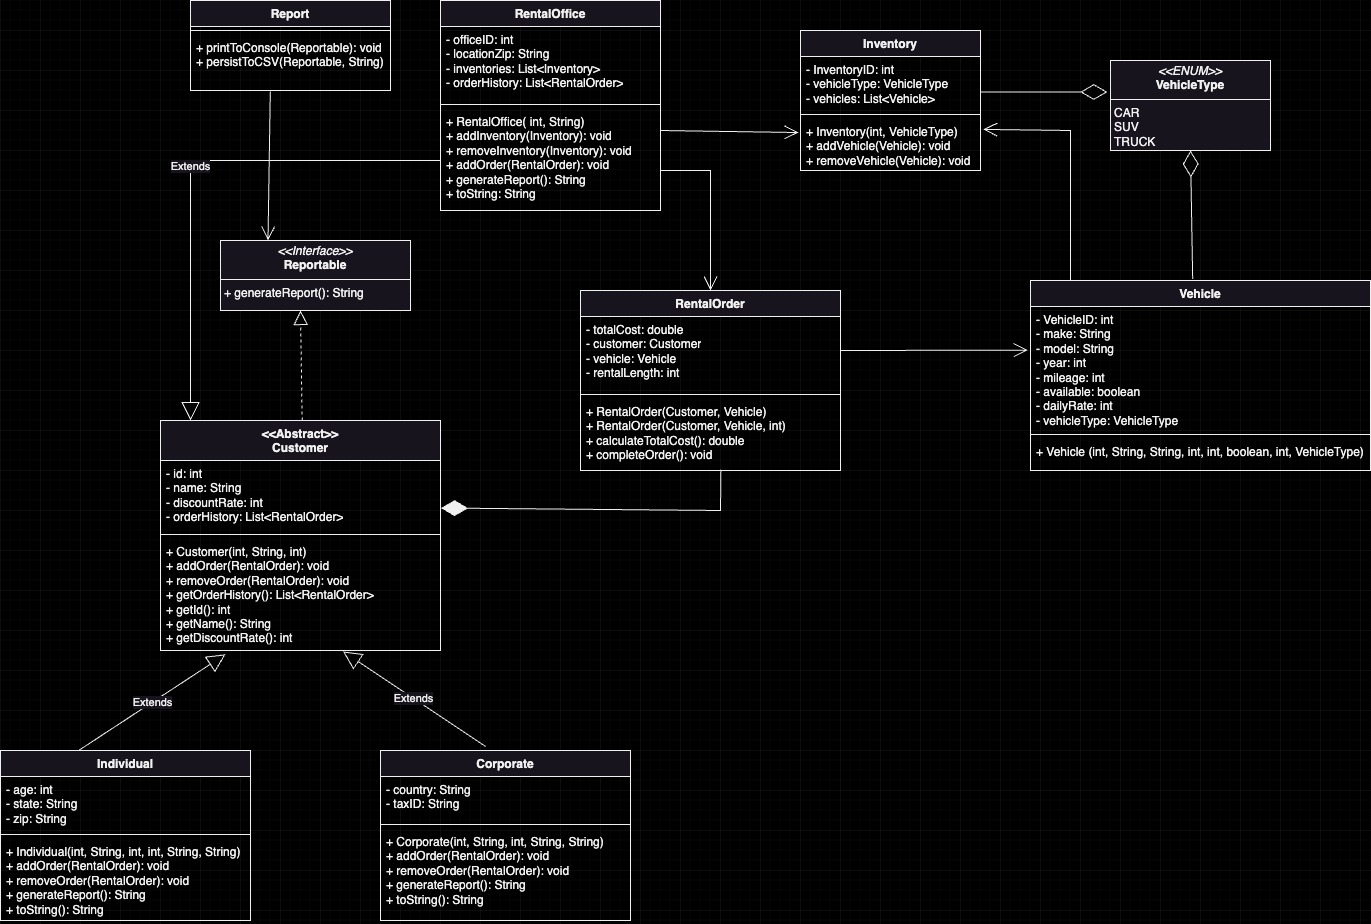 Report
+ printToConsole(Reportable): void
+ persistToCSV(Reportable, String)
RentalOffice
- officeID: int
- locationZip: String
- inventories: List<Inventory>
- orderHistory: List<RentalOrder>
+ RentalOffice( int, String)
+ addInventory(Inventory): void
+ removeInventory(Inventory): void
+ addOrder(RentalOrder): void
+ generateReport(): String
+ toString: String
Inventory
- InventoryID: int
- vehicleType: VehicleType
- vehicles: List<Vehicle>
+ Inventory(int, VehicleType)
+ addVehicle(Vehicle): void
+ removeVehicle(Vehicle): void
<<ENUM>>
VehicleType
CAR
SUV
TRUCK
Extends
<<Interface>>
Reportable
+ generateReport(): String
RentalOrder
- totalCost: double
- customer: Customer
- vehicle: Vehicle
- rentalLength: int
+ RentalOrder(Customer, Vehicle)
+ RentalOrder(Customer, Vehicle, int)
+ calculateTotalCost(): double
+ completeOrder(): void
Vehicle
- VehicleID: int
- make: String
- model: String
- year: int
- mileage: int
- available: boolean
- dailyRate: int
- vehicleType: VehicleType
+ Vehicle (int, String, String, int, int, boolean, int, VehicleType)
<<Abstract>>
Customer
- id: int
- name: String
- discountRate: int
- orderHistory: List<RentalOrder>
+ Customer(int, String, int)
+ addOrder(RentalOrder): void
+ removeOrder(RentalOrder): void
+ getOrderHistory(): List<RentalOrder>
+ getId(): int
+ getName(): String
+ getDiscountRate(): int
Extends
Extends
Individual
- age: int
- state: String
- zip: String
+ Individual(int, String, int, int, String, String)
+ addOrder(RentalOrder): void
+ removeOrder(RentalOrder): void
+ generateReport(): String
+ toString(): String
Corporate
- country: String
- taxID: String
+ Corporate(int, String, int, String, String)
+ addOrder(RentalOrder): void
+ removeOrder(RentalOrder): void
+ generateReport(): String
+ toString(): String